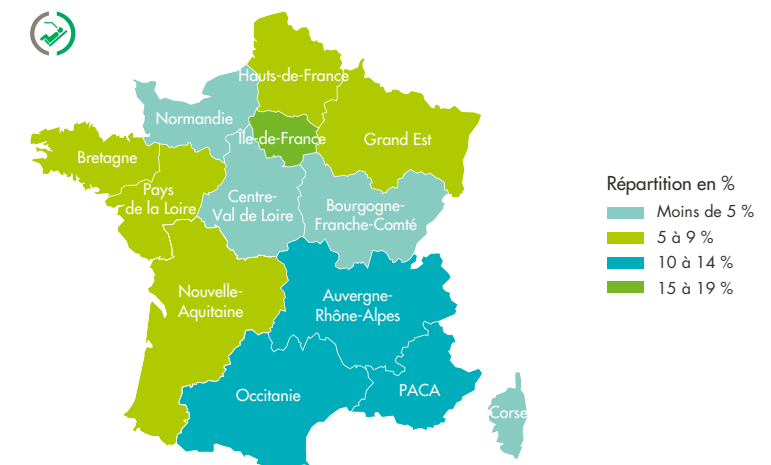 Hauts-de-France
Normandie
Île-de-France
Grand Est
Bretagne
Pays
de la Loire
Centre-
Val de Loire
Bourgogne-
Franche-Comté
Nouvelle-
Aquitaine
Auvergne-
Rhône-Alpes
Occitanie
PACA
Corse
Répartition en %
Moins de 5 %
5 à 9 %
10 à 14 %
15 à 19 %